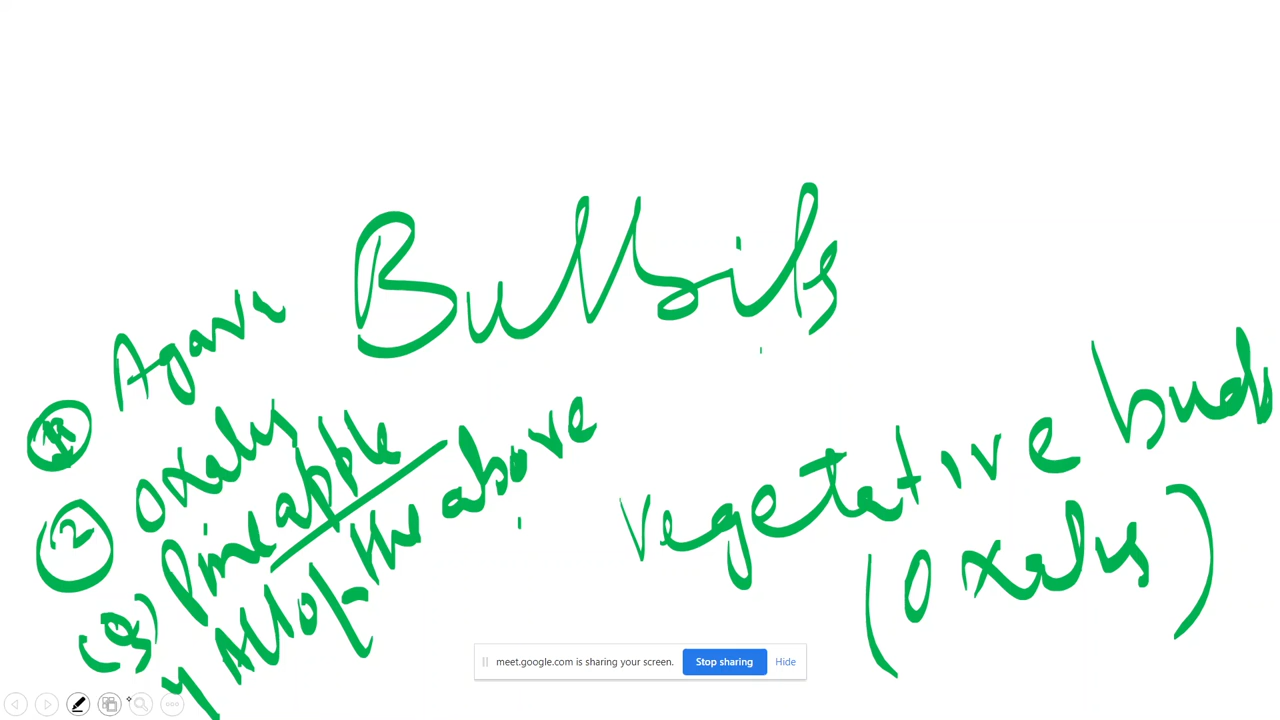 Bulbils
(1) Agave
(2) Oxalis
(3) Pineapple
4 All of the above
vegetative buds
(Oxalis)
meet.google.com is sharing your screen.
Stop sharing
Hide